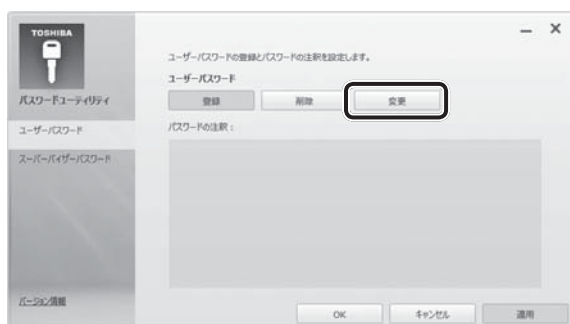 TOSHIBA
パスワードユーティリティ
ユーザーパスワード
スーパーバイザーパスワード
バージョン情報
ユーザーパスワードの登録とパスワードの注釈を設定します。
ユーザーパスワード
登録
削除
変更
パスワードの注釈：
OK
キャンセル
適用